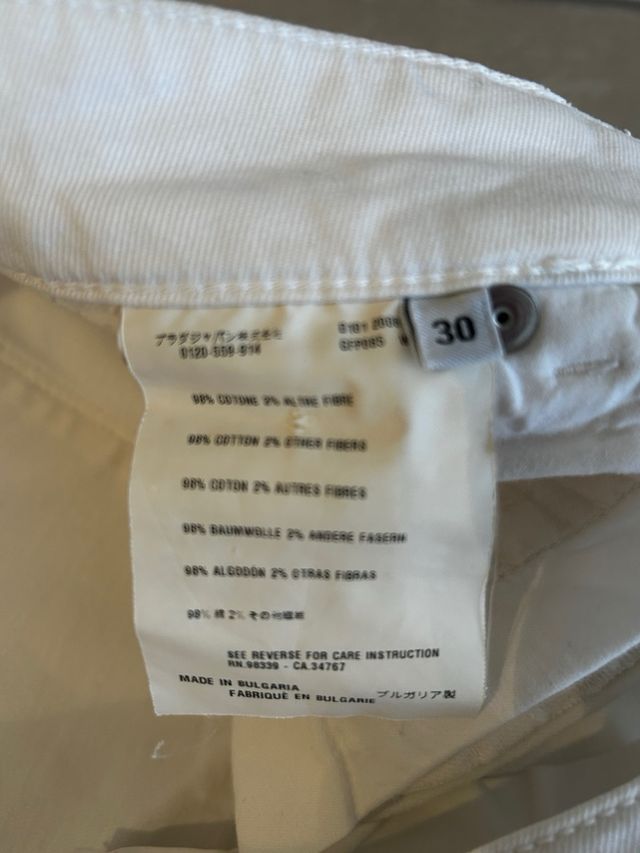 プラダジャパン株式会社
0120-559-914
30
98% COTONE 2% ALTRE FIBRE
98% COTTON 2% OTHER FIBERS
98% COTON 2% AUTRES FIBRES
98% BAUMWOLLE 2% ANDERE FASERN
98% ALGODON 2% OTRAS FIBRAS
98% 綿 2% その他繊維
SEE REVERSE FOR CARE INSTRUCTION
RN.98339 - CA.34767
MADE IN BULGARIA
FABRIQUÉ EN BULGARIE ブルガリア製